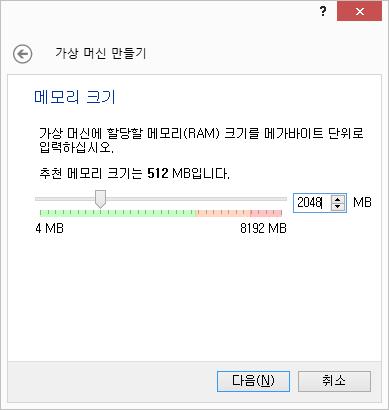 ?
가상 머신 만들기
메모리 크기
가상 머신에 할당할 메모리(RAM) 크기를 메가바이트 단위로
입력하십시오.
추천 메모리 크기는 512 MB입니다.
2048 MB
4 MB 8192 MB
다음(N) 취소